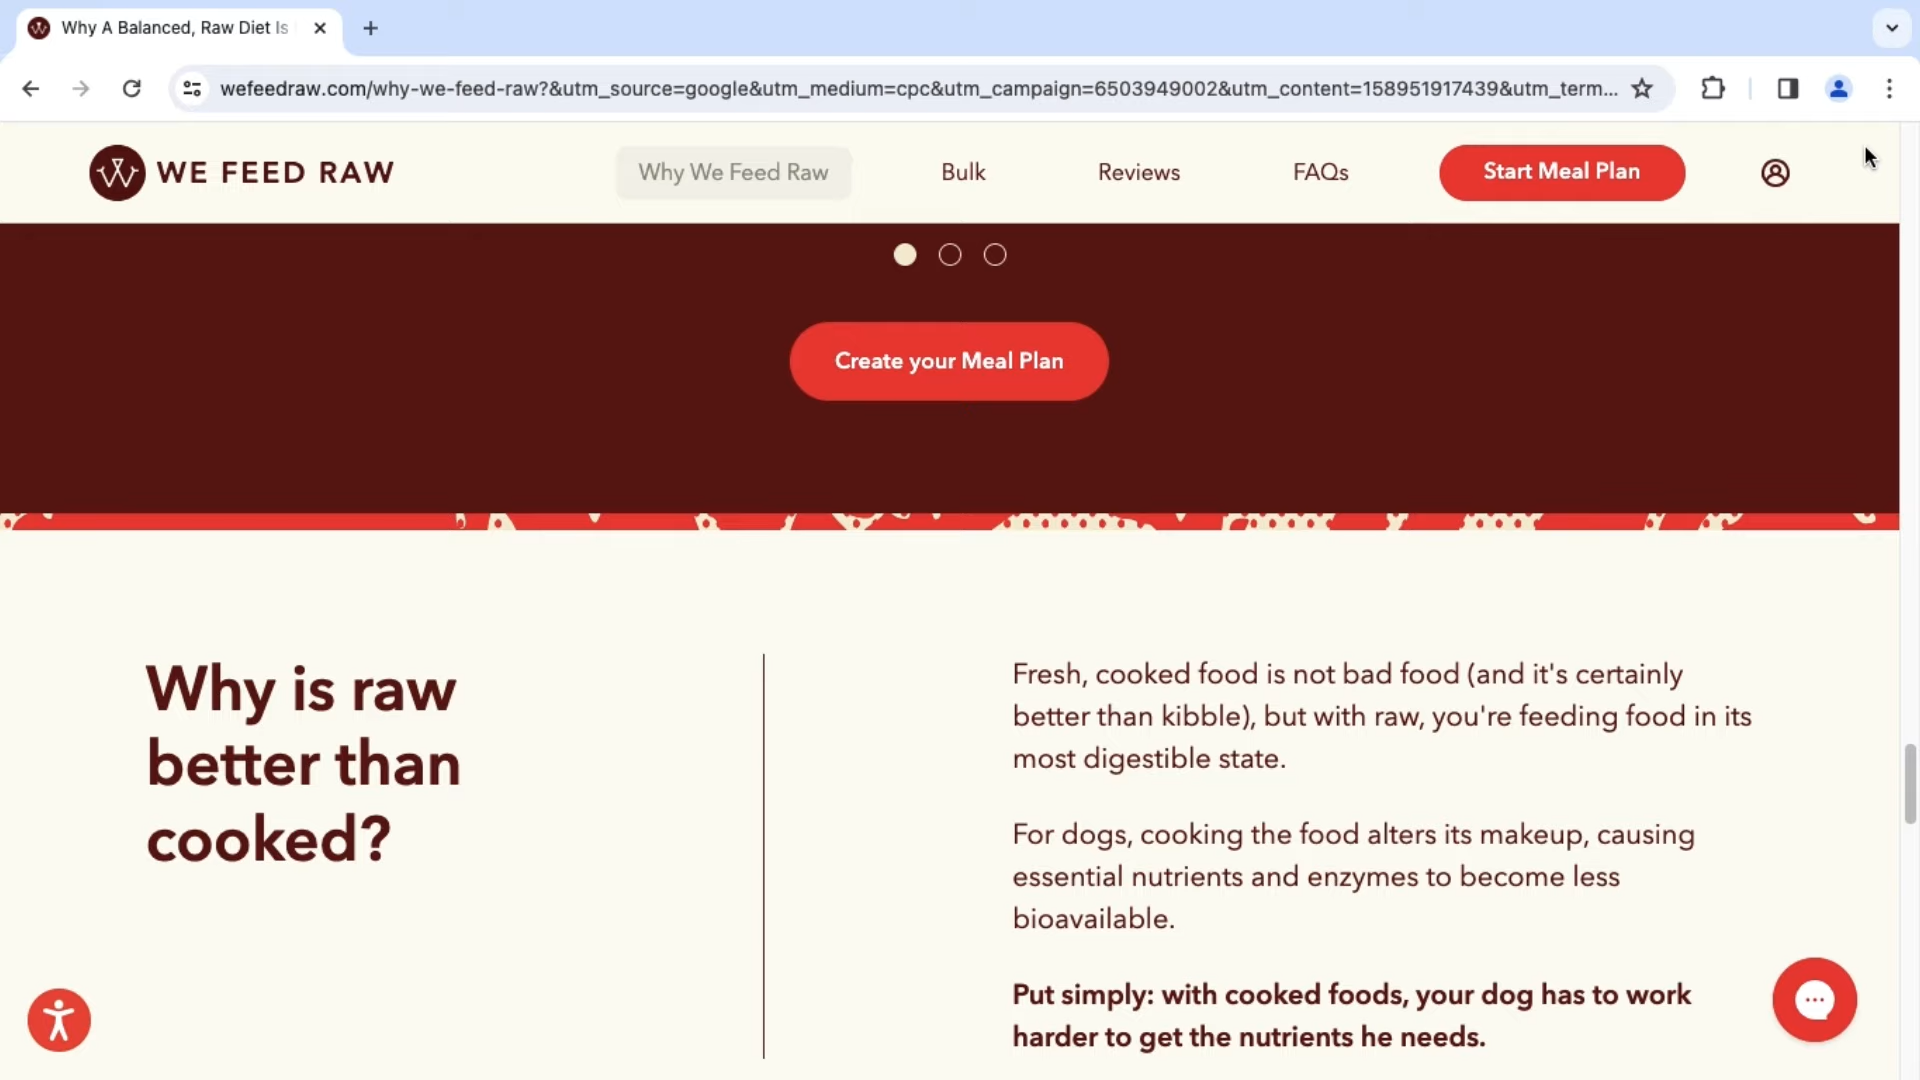 Why A Balanced, Raw Diet Is
wefeedraw.com/why-we-feed-raw?&utm_source=google&utm_medium=cpc&utm_campaign=6503949002&utm_content=158951917439&utm_term...
WE FEED RAW
Why We Feed Raw
Bulk
Reviews
FAQs
Start Meal Plan
Create your Meal Plan
Why is raw
better than
cooked?
Fresh, cooked food is not bad food (and it's certainly
better than kibble), but with raw, you're feeding food in its
most digestible state.
For dogs, cooking the food alters its makeup, causing
essential nutrients and enzymes to become less
bioavailable.
Put simply: with cooked foods, your dog has to work
harder to get the nutrients he needs.